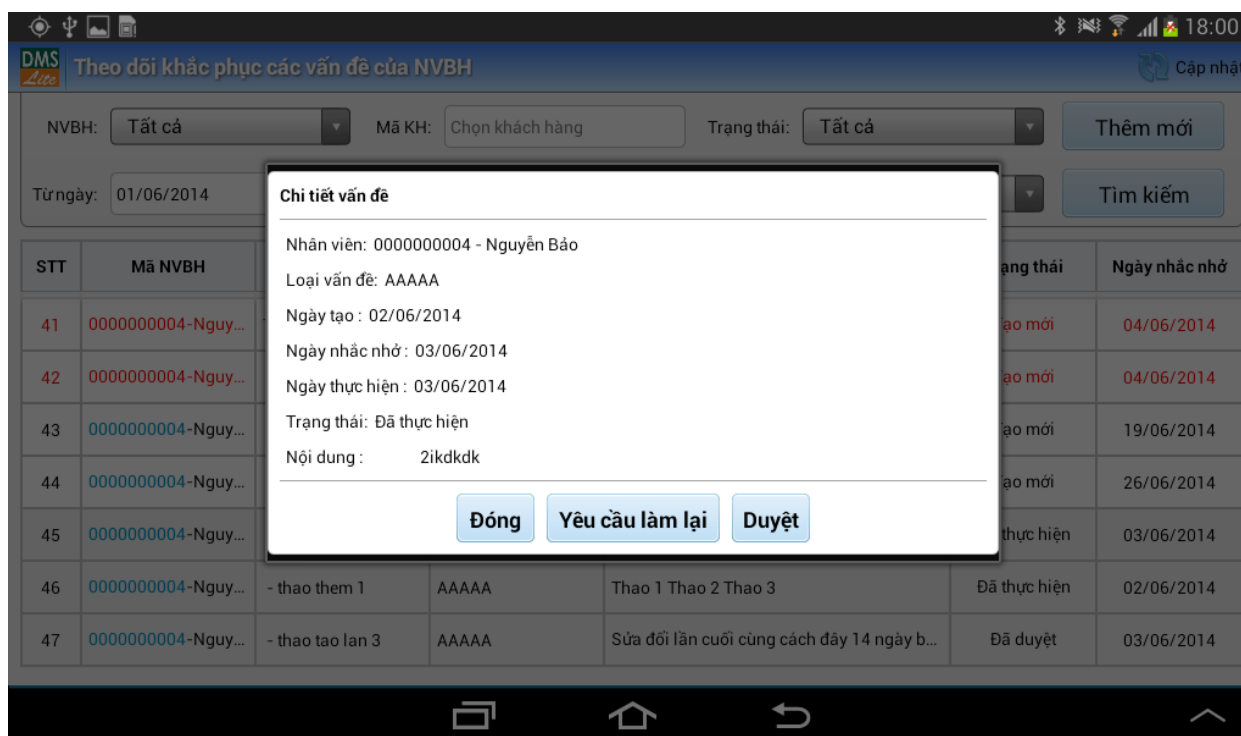 18:00
DMS Lite Theo dõi khắc phục các vấn đề của NVBH Cập nhật
NVBH: Tất cả Mã KH: Chọn khách hàng Trạng thái: Tất cả Thêm mới
Từ ngày: 01/06/2014 Tìm kiếm
Chi tiết vấn đề
Nhân viên: 0000000004 - Nguyễn Bảo
Loại vấn đề: AAAAA
Ngày tạo : 02/06/2014
Ngày nhắc nhở : 03/06/2014
Ngày thực hiện : 03/06/2014
Trạng thái: Đã thực hiện
Nội dung : 2ikdkdk
Đóng Yêu cầu làm lại Duyệt
STT Mã NVBH ạng thái Ngày nhắc nhở
41 0000000004-Nguy... ạo mới 04/06/2014
42 0000000004-Nguy... ạo mới 04/06/2014
43 0000000004-Nguy... ạo mới 19/06/2014
44 0000000004-Nguy... ạo mới 26/06/2014
45 0000000004-Nguy... thực hiện 03/06/2014
46 0000000004-Nguy... - thao them 1 AAAAA Thao 1 Thao 2 Thao 3 Đã thực hiện 02/06/2014
47 0000000004-Nguy... - thao tao lan 3 AAAAA Sửa đổi lần cuối cùng cách đây 14 ngày b... Đã duyệt 03/06/2014